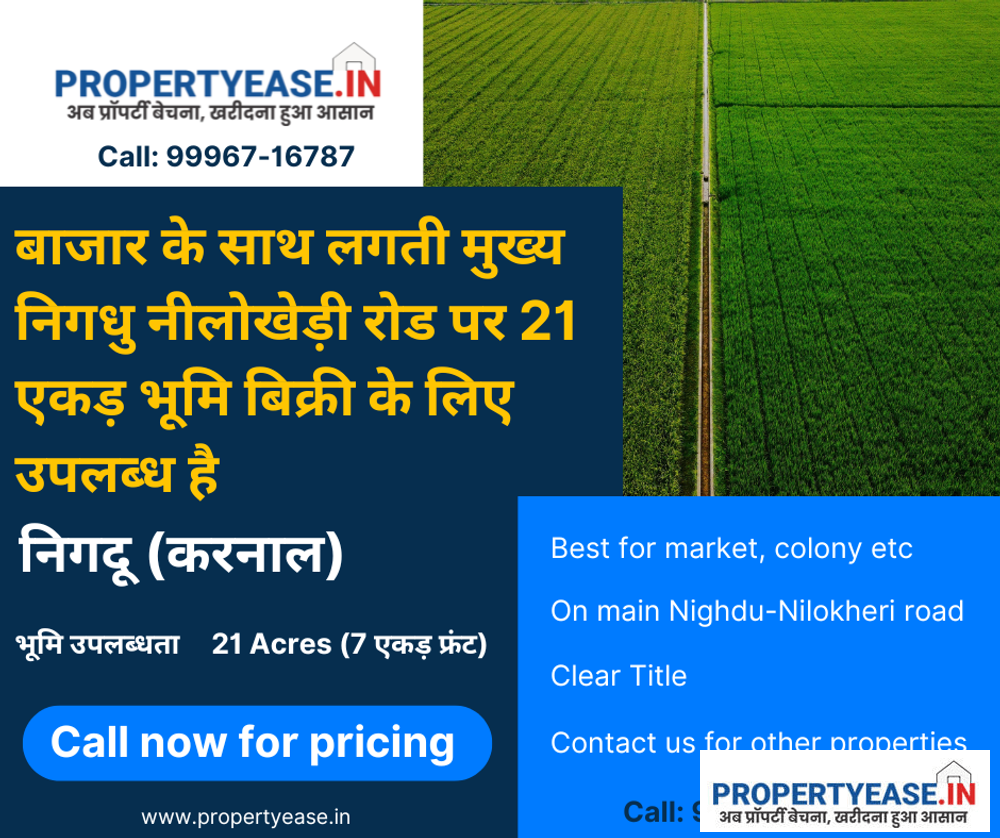 PROPERTYEASE.IN
अब प्रॉपर्टी बेचना, खरीदना हुआ आसान
Call: 99967-16787
बाजार के साथ लगती मुख्य
निगधु नीलोखेड़ी रोड पर 21
एकड़ भूमि बिक्री के लिए
उपलब्ध है
निगदू (करनाल)
भूमि उपलब्धता 21 Acres (7 एकड़ फ्रंट)
Call now for pricing
www.propertyease.in
Best for market, colony etc
On main Nighdu-Nilokheri road
Clear Title
Contact us for other properties
Call:
PROPERTYEASE.IN
अब प्रॉपर्टी बेचना, खरीदना हुआ आसान